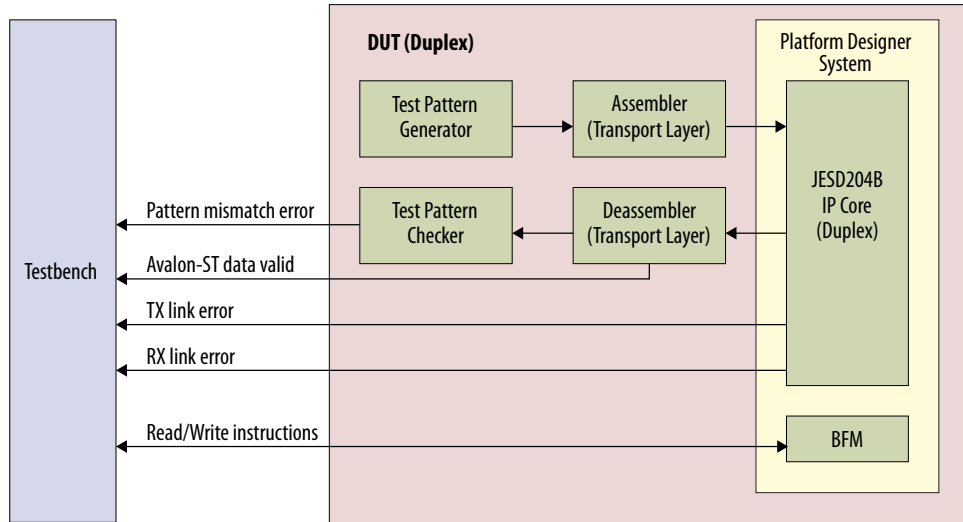 DUT (Duplex)
Platform Designer
System
Test Pattern
Generator
Assembler
(Transport Layer)
JESD204B
IP Core
(Duplex)
Test Pattern
Checker
Deassembler
(Transport Layer)
Testbench
Pattern mismatch error
Avalon-ST data valid
TX link error
RX link error
Read/Write instructions
BFM